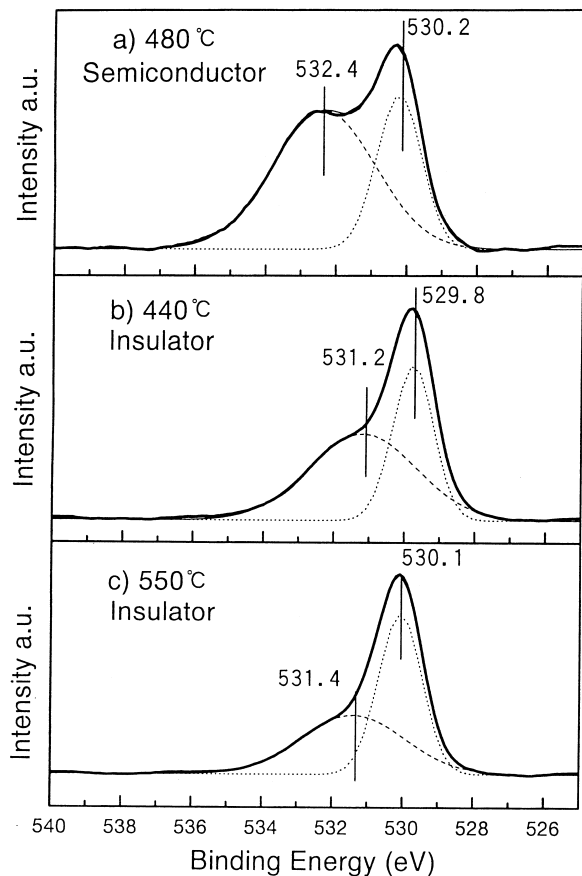 a) 480℃
Semiconductor
532.4
530.2
Intensity a.u.
b) 440℃
Insulator
531.2
529.8
Intensity a.u.
c) 550℃
Insulator
531.4
530.1
Intensity a.u.
540 538 536 534 532 530 528 526
Binding Energy (eV)